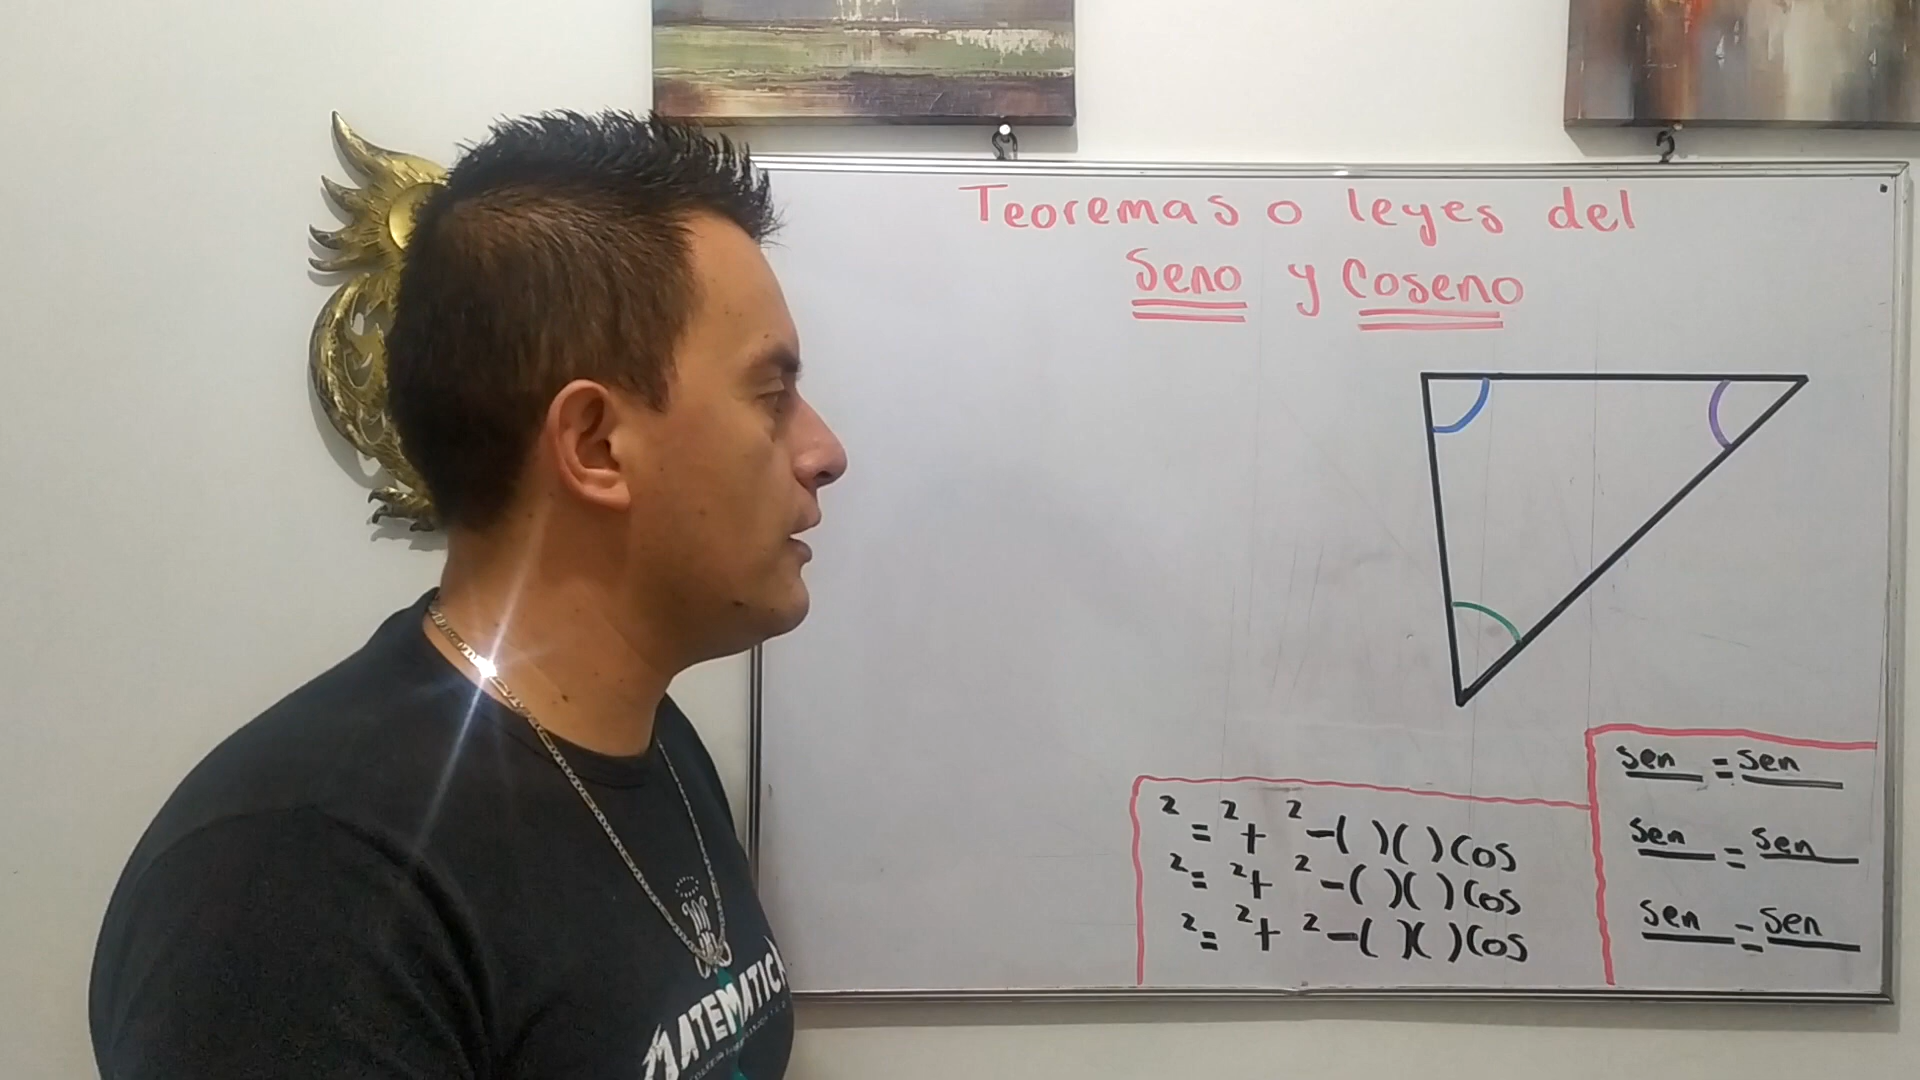 Teoremas o leyes del
Seno y Coseno
sen = sen
sen = sen
sen = sen
2 = 2 + 2 - ( )( ) Cos
2 = 2 + 2 - ( )( ) Cos
2 = 2 + 2 - ( )( ) Cos